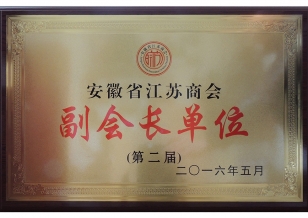 安徽省江苏商会
副会长单位
(第二届)
二〇一六年五月